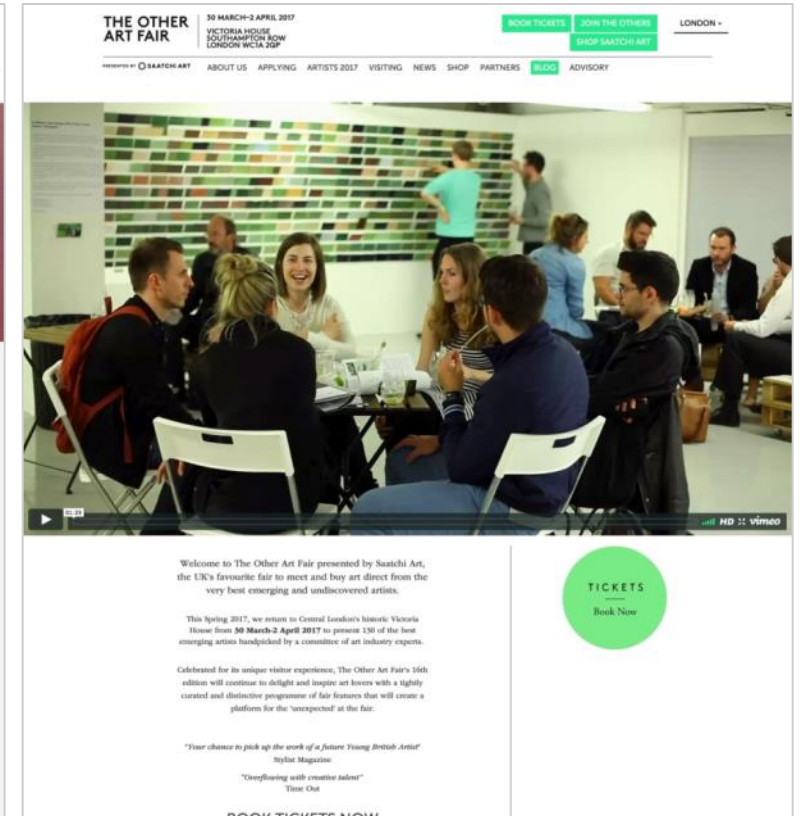 THE OTHER
ART FAIR
30 MARCH–2 APRIL 2017
VICTORIA HOUSE
SOUTHAMPTON ROW
LONDON WC1A 2QP
BOOK TICKETS
JOIN THE OTHERS
SHOP SAATCHI ART
LONDON
PRESENTED BY SAATCHI ART
ABOUT US APPLYING ARTISTS 2017 VISITING NEWS SHOP PARTNERS BLOG ADVISORY
01:29
HD vimeo
Welcome to The Other Art Fair presented by Saatchi Art,
the UK's favourite fair to meet and buy art direct from the
very best emerging and undiscovered artists.
This Spring 2017, we return to Central London's historic Victoria
House from 30 March-2 April 2017 to present 130 of the best
emerging artists handpicked by a committee of art industry experts.
Celebrated for its unique visitor experience, The Other Art Fair's 16th
edition will continue to delight and inspire art lovers with a tightly
curated and distinctive programme of fair features that will create a
platform for the 'unexpected' at the fair.
"Your chance to pick up the work of a future Young British Artist"
Stylist Magazine
"Overflowing with creative talent"
Time Out
BOOK TICKETS NOW
TICKETS
Book Now